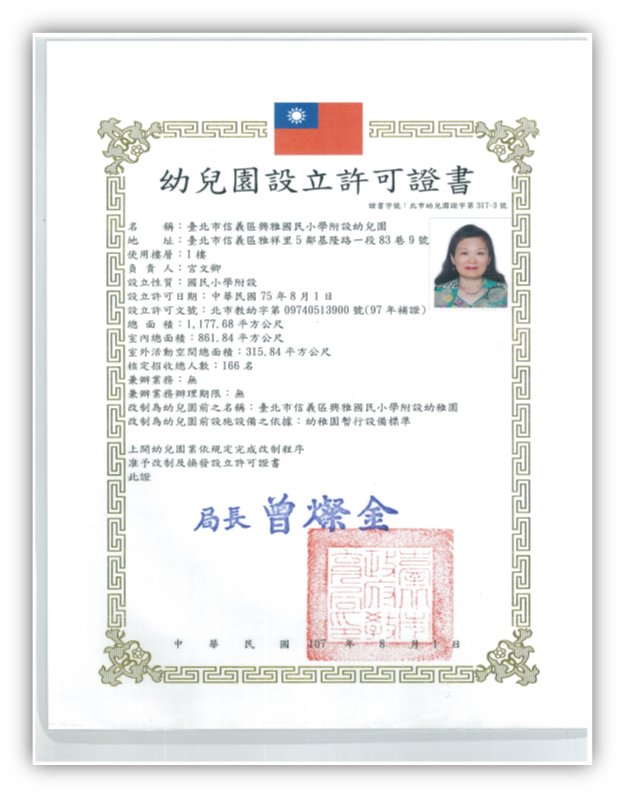 幼兒園設立許可證書
證書字號：北市幼兒園證字第 317-3 號
名　　稱：臺北市信義區興雅國民小學附設幼兒園
地　　址：臺北市信義區雅祥里 5 鄰基隆路一段 83 巷 9 號
使用樓層：1 樓
負 責 人：宮文卿
設立性質：國民小學附設
設立許可日期：中華民國 75 年 8 月 1 日
設立許可文號：北市教幼字第 09740513900 號(97 年補證)
總 面 積：1,177.68 平方公尺
室內總面積：861.84 平方公尺
室外活動空間總面積：315.84 平方公尺
核定招收總人數：166 名
兼辦業務：無
兼辦業務辦理期限：無
改制為幼兒園前之名稱：臺北市信義區興雅國民小學附設幼稚園
改制為幼兒園前設施設備之依據：幼稚園暫行設備標準
上開幼兒園業依規定完成改制程序
准予改制及換發設立許可證書
此證
局長 曾燦金
臺北市政府教育局印
中 華 民 國 107 年 8 月 1 日